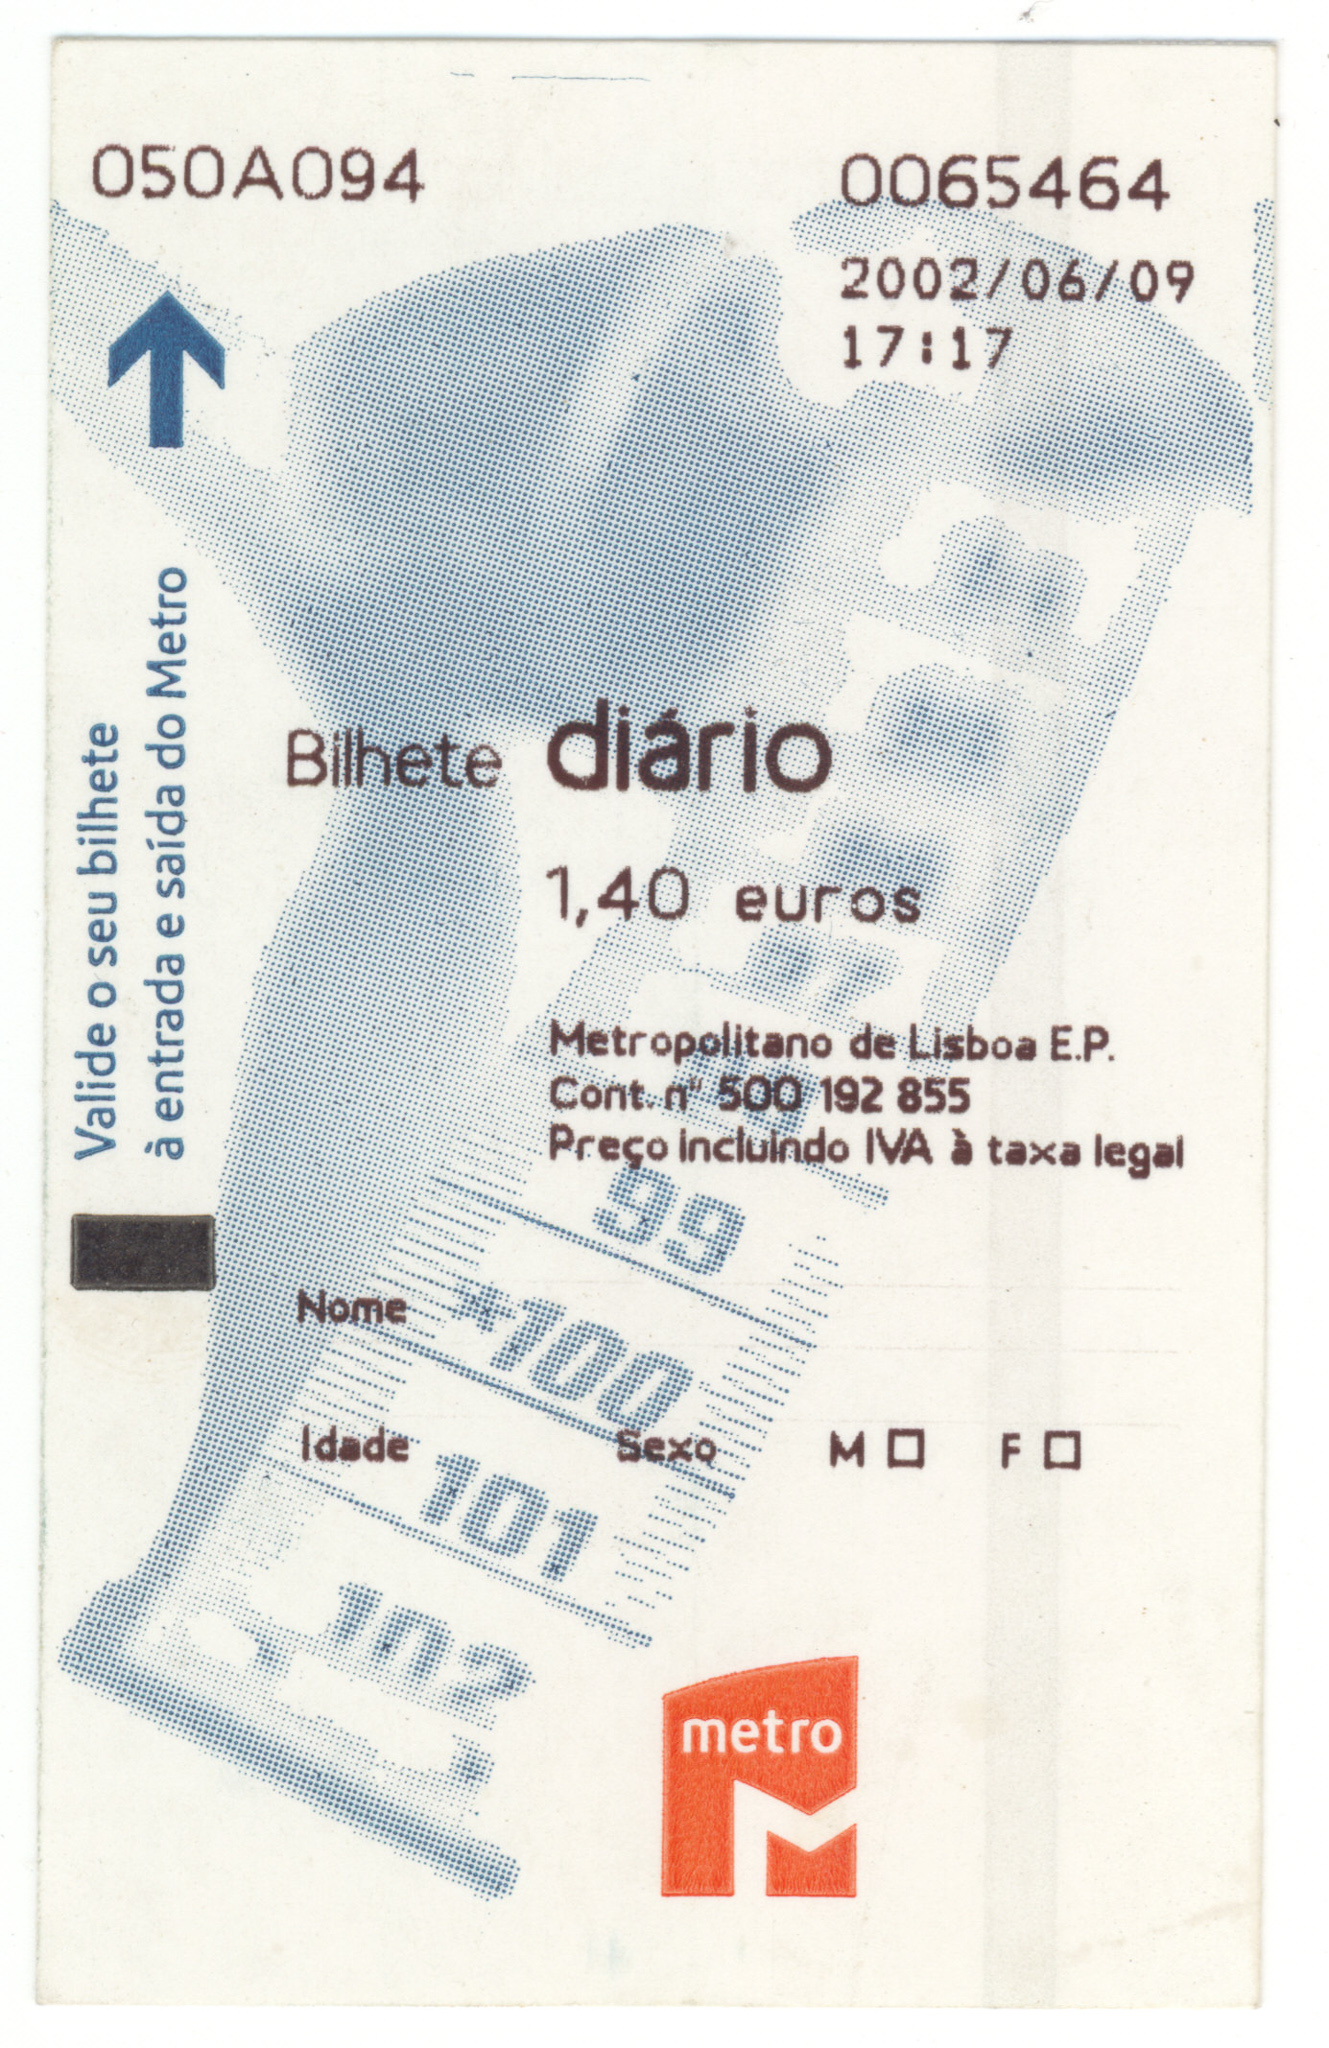 050A094
0065464
2002/06/09
17:17
Valide o seu bilhete
à entrada e saída do Metro
Bilhete diário
1,40 euros
Metropolitano de Lisboa E.P.
Cont. nº 500 192 855
Preço incluindo IVA à taxa legal
99
100
Nome
Idade Sexo M F
101
102
metro